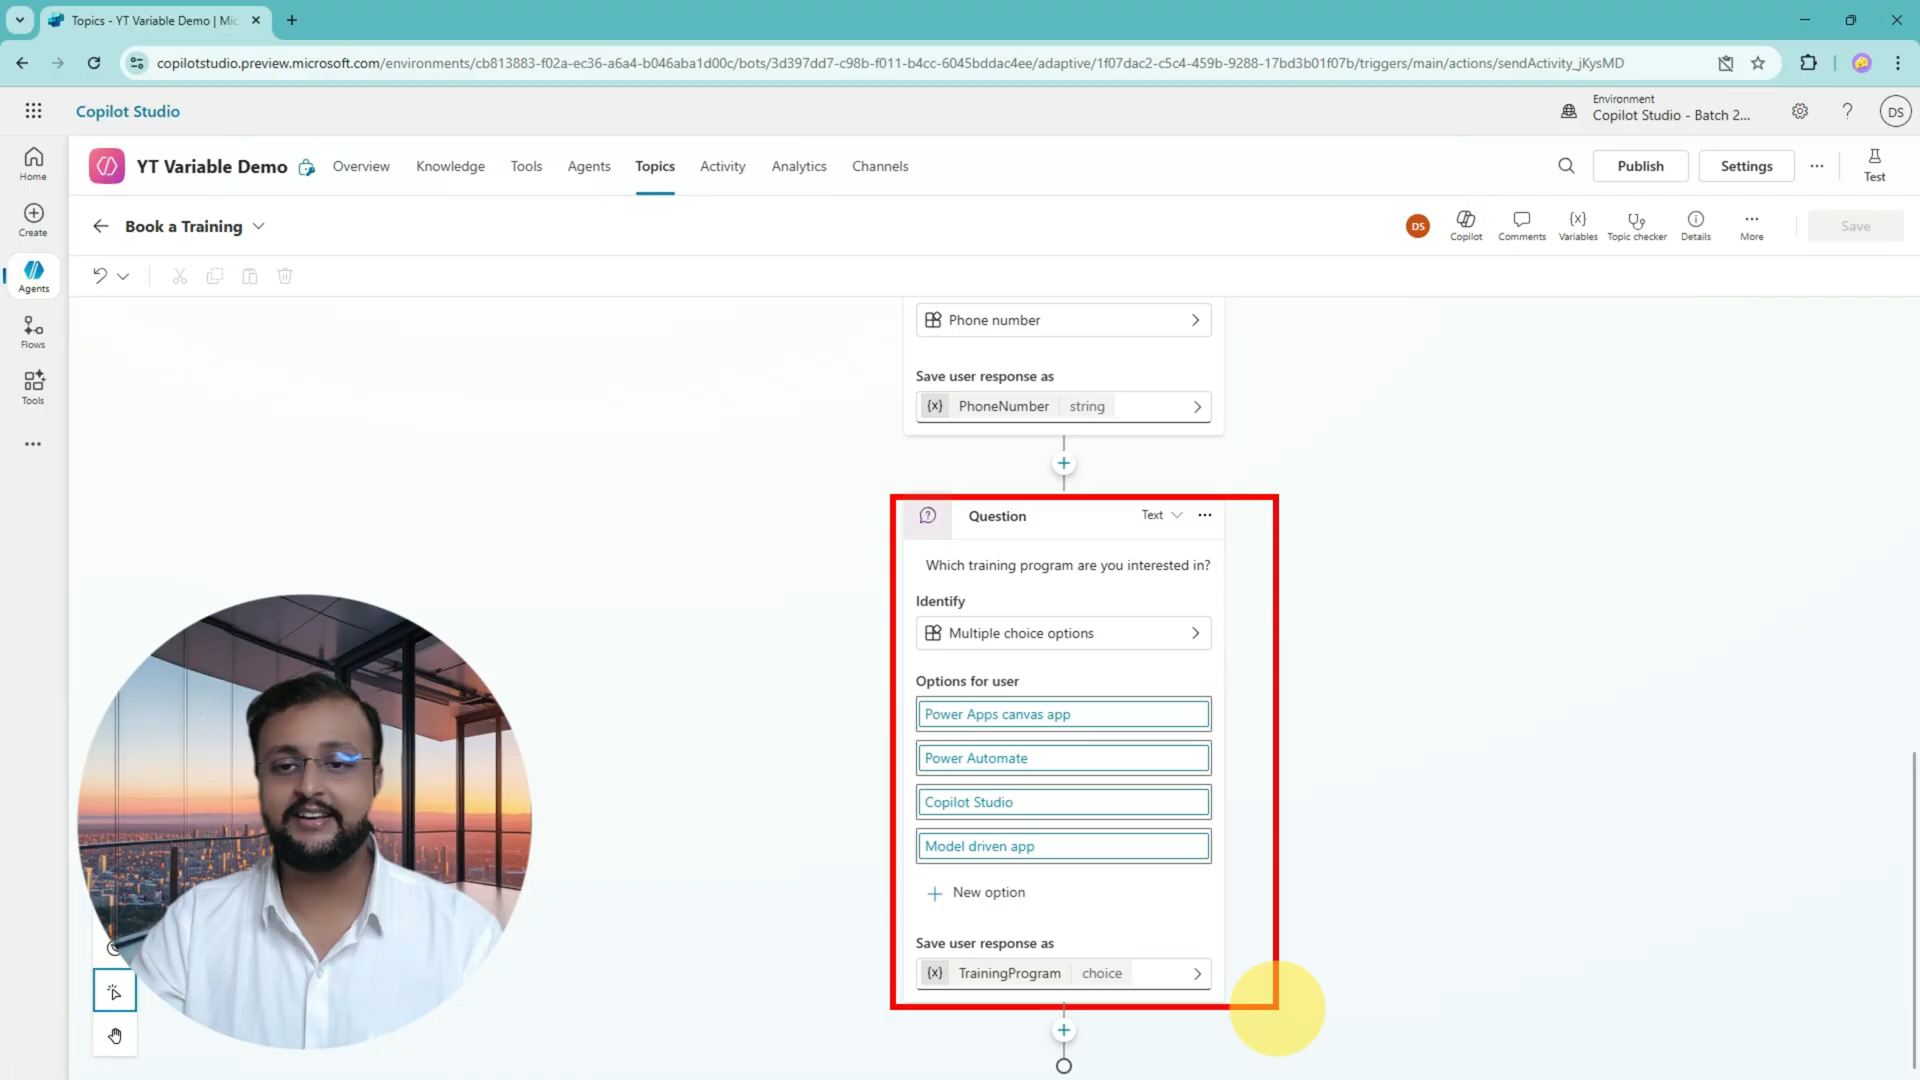 Topics - YT Variable Demo | Mic
copilotstudio.preview.microsoft.com/environments/cb813883-f02a-ec36-a6a4-b046aba1d00c/bots/3d397dd7-c98b-f011-b4cc-6045bddac4ee/adaptive/1f07dac2-c5c4-459b-9288-17bd3b01f07b/triggers/main/actions/sendActivity_jKysMD
Copilot Studio
Environment
Copilot Studio - Batch 2...
DS
Home
Create
Agents
Flows
Tools
YT Variable Demo
Overview
Knowledge
Tools
Agents
Topics
Activity
Analytics
Channels
Publish
Settings
Test
Book a Training
DS
Copilot
Comments
{x}
Variables
Topic checker
Details
More
Save
Phone number
Save user response as
{x} PhoneNumber string
Question
Text
Which training program are you interested in?
Identify
Multiple choice options
Options for user
Power Apps canvas app
Power Automate
Copilot Studio
Model driven app
New option
Save user response as
{x} TrainingProgram choice